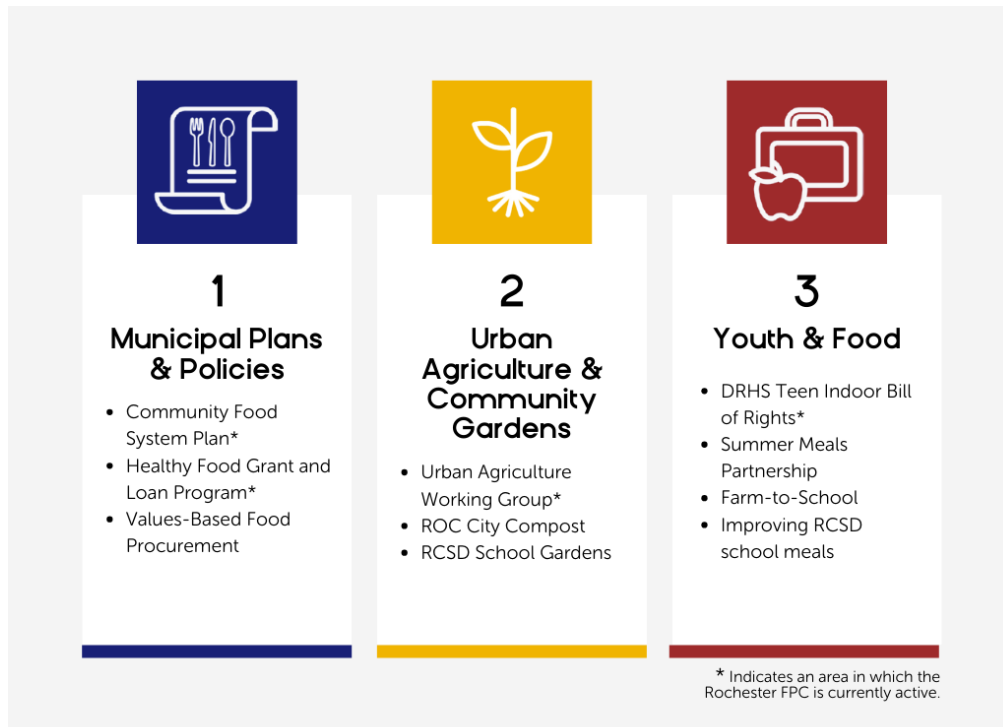 1
Municipal Plans
& Policies
• Community Food
System Plan*
• Healthy Food Grant and
Loan Program*
• Values-Based Food
Procurement
2
Urban
Agriculture &
Community
Gardens
• Urban Agriculture
Working Group*
• ROC City Compost
• RCSD School Gardens
3
Youth & Food
• DRHS Teen Indoor Bill
of Rights*
• Summer Meals
Partnership
• Farm-to-School
• Improving RCSD
school meals
* Indicates an area in which the
Rochester FPC is currently active.